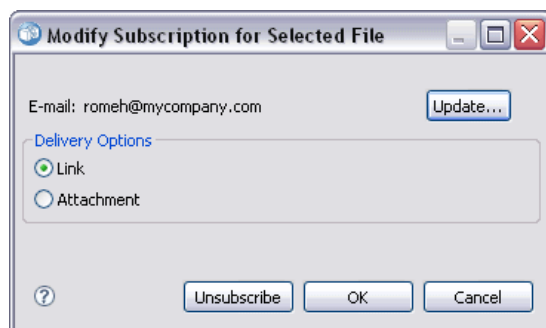 Modify Subscription for Selected File
E-mail: romeh@mycompany.com
Update...
Delivery Options
Link
Attachment
?
Unsubscribe
OK
Cancel